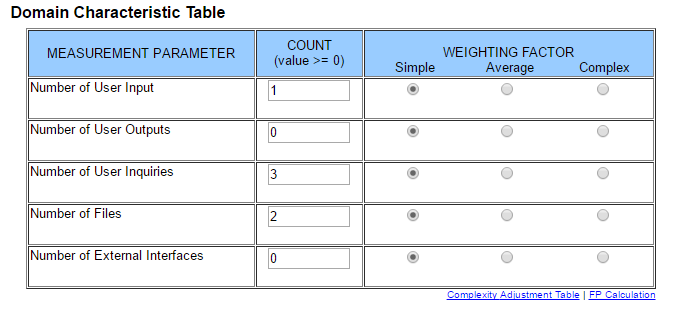 Domain Characteristic Table
MEASUREMENT PARAMETER
COUNT
(value >= 0)
WEIGHTING FACTOR
Simple Average Complex
Number of User Input 1
Number of User Outputs 0
Number of User Inquiries 3
Number of Files 2
Number of External Interfaces 0
Complexity Adjustment Table | FP Calculation